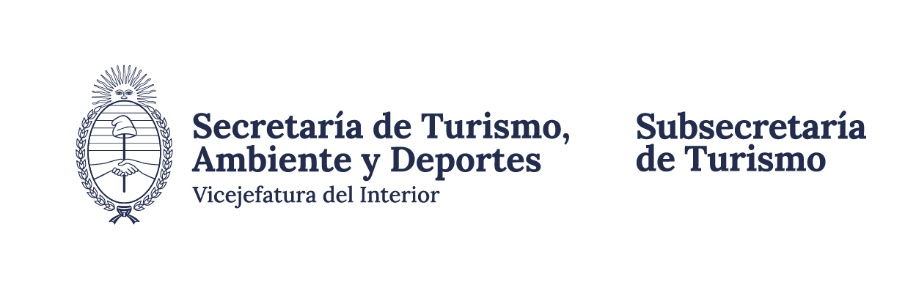 Secretaría de Turismo,
Ambiente y Deportes
Vicejefatura del Interior
Subsecretaría
de Turismo